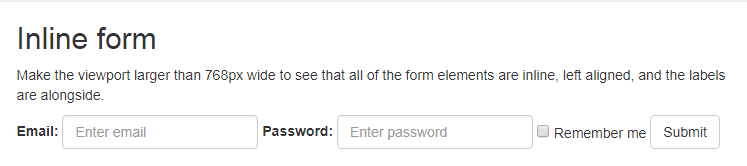 Inline form
Make the viewport larger than 768px wide to see that all of the form elements are inline, left aligned, and the labels
are alongside.
Email: Enter email Password: Enter password Remember me Submit